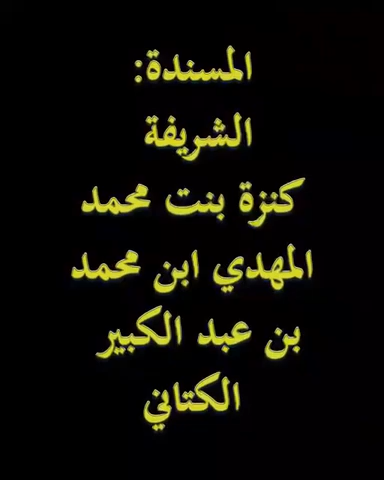 المسندة:
الشريفة
كنزة بنت محمد
المهدي ابن محمد
بن عبد الكبير
الكتاني